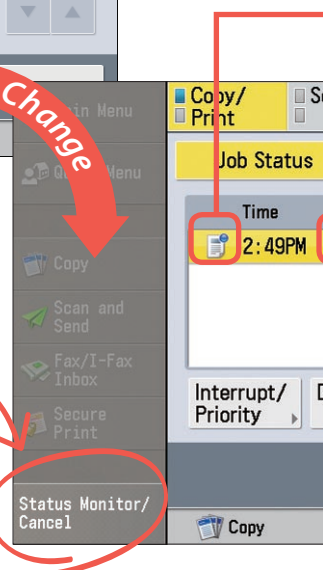 Change
Main Menu
Quick Menu
Copy
Scan and
Send
Fax/I-Fax
Inbox
Secure
Print
Status Monitor/
Cancel
Copy/
Print
Job Status
Time
2:49PM
Interrupt/
Priority
Copy